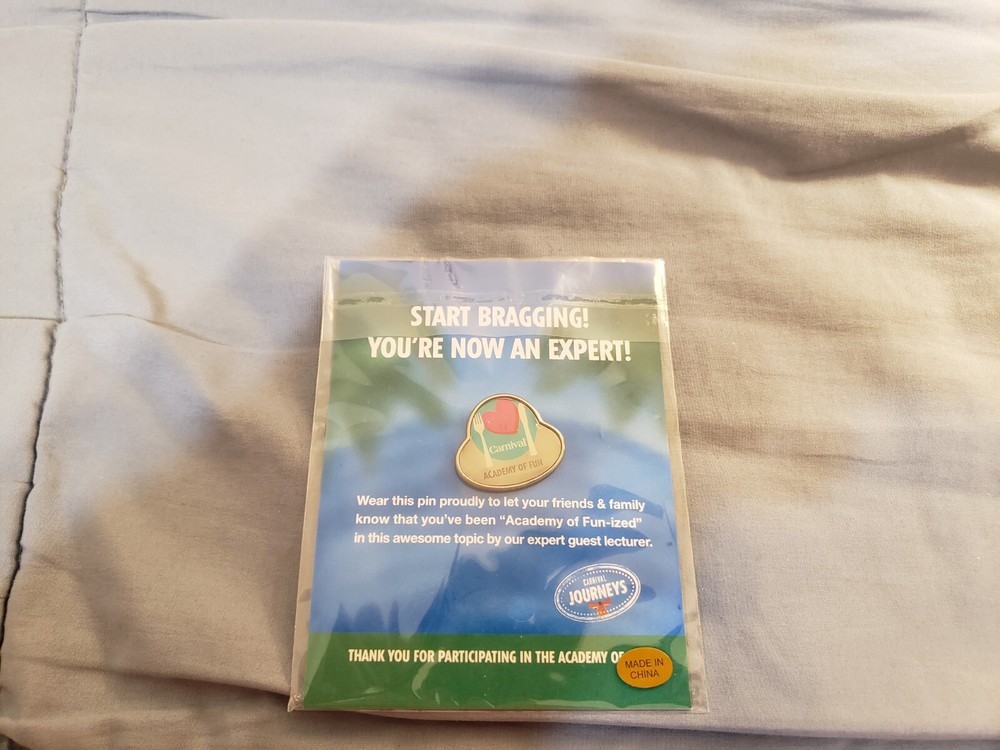 START BRAGGING!
YOU'RE NOW AN EXPERT!
Carnival
ACADEMY OF FUN
Wear this pin proudly to let your friends & family
know that you've been "Academy of Fun-ized"
in this awesome topic by our expert guest lecturer.
CARNIVAL
JOURNEYS
THANK YOU FOR PARTICIPATING IN THE ACADEMY OF
MADE IN
CHINA